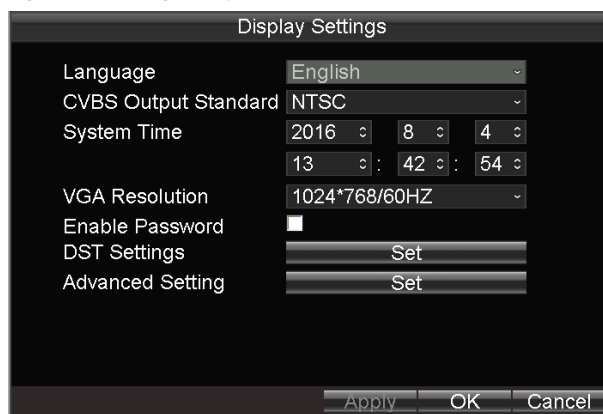 Display Settings
Language English
CVBS Output Standard NTSC
System Time 2016 8 4
13 : 42 : 54
VGA Resolution 1024*768/60HZ
Enable Password
DST Settings Set
Advanced Setting Set
Apply OK Cancel